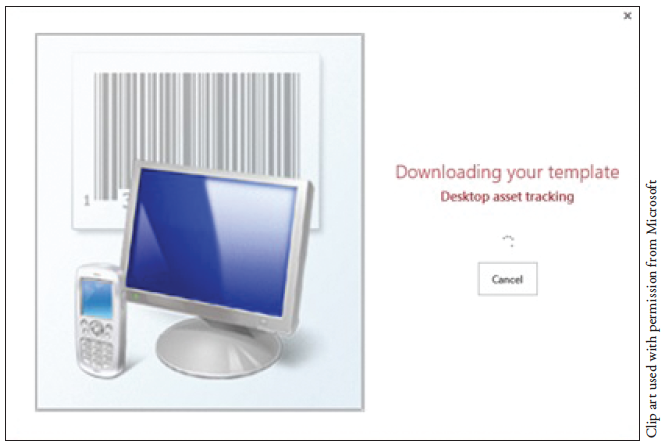 Downloading your template
Desktop asset tracking
Cancel
Clip art used with permission from Microsoft